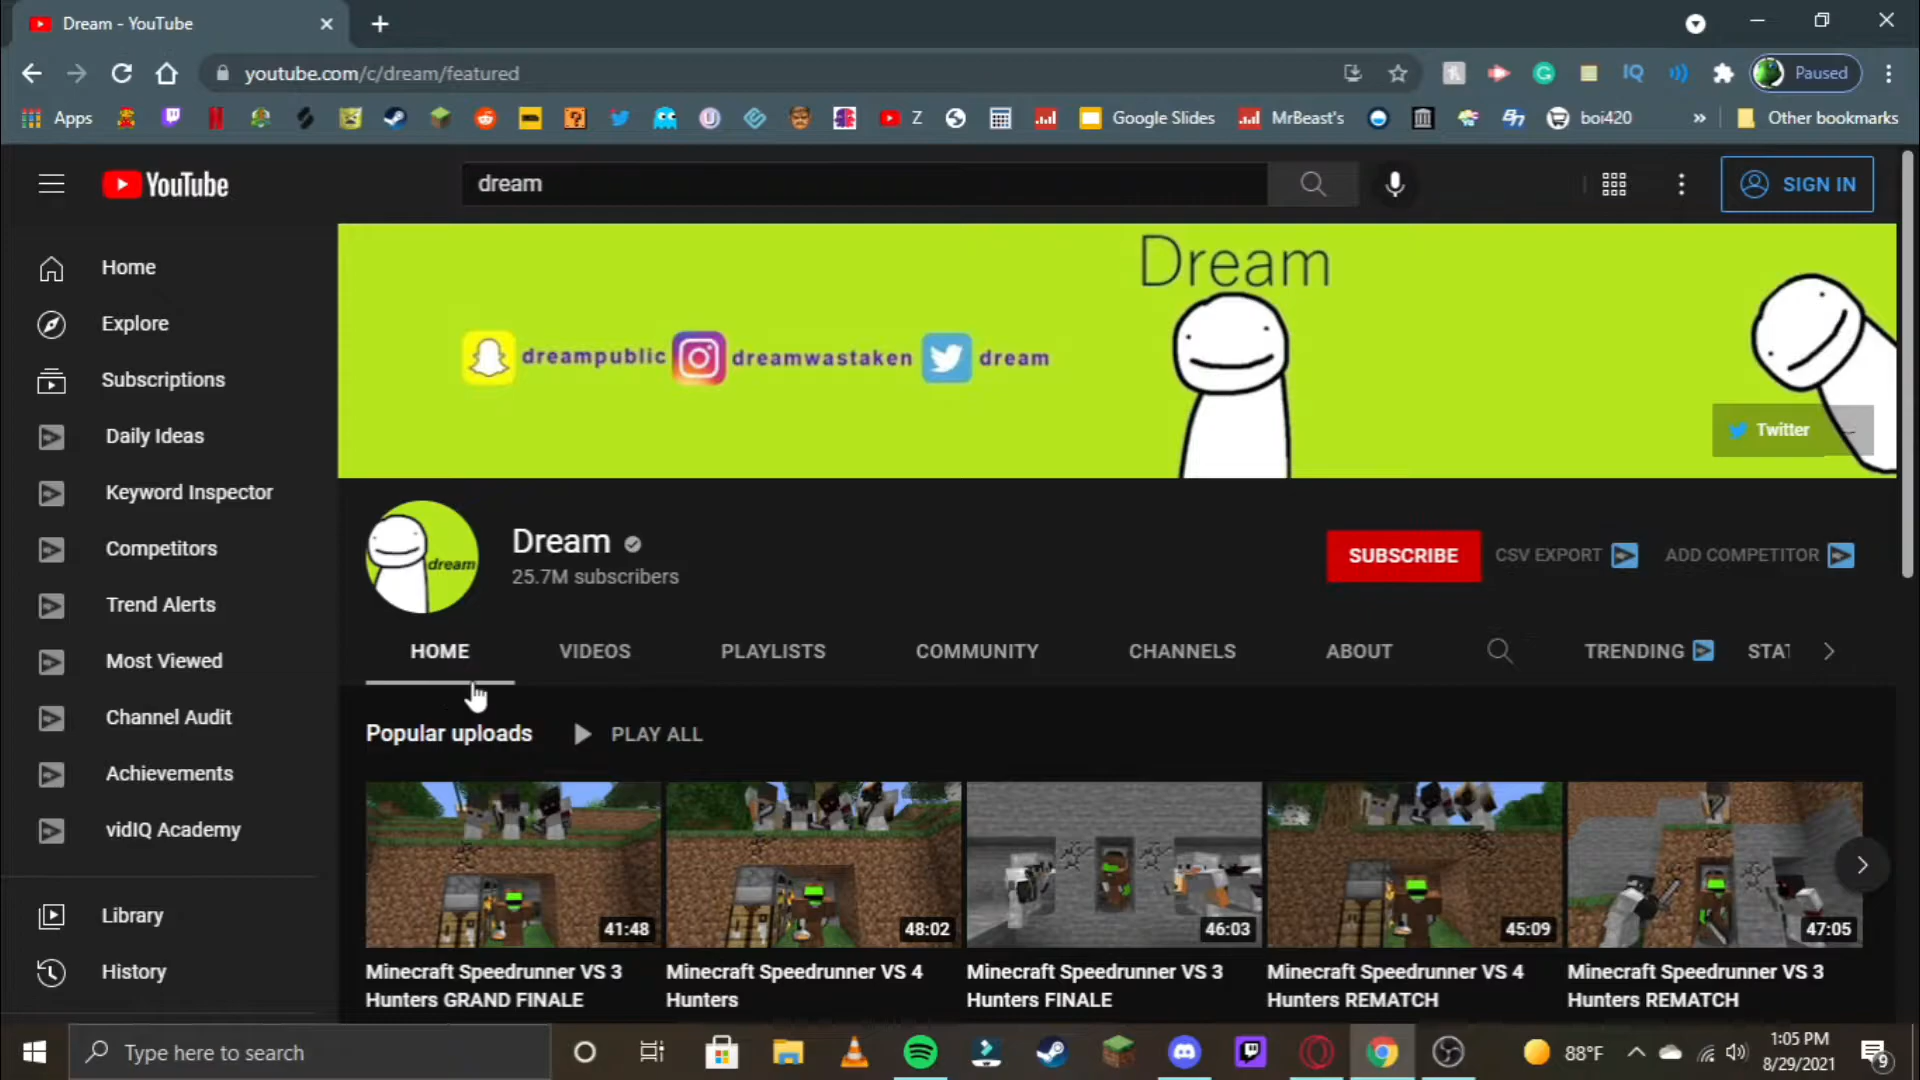 Dream - YouTube
youtube.com/c/dream/featured
Paused
Apps
Z
Google Slides
MrBeast's
boi420
»
Other bookmarks
YouTube
dream
SIGN IN
Home
Explore
Subscriptions
Daily Ideas
Keyword Inspector
Competitors
Trend Alerts
Most Viewed
Channel Audit
Achievements
vidIQ Academy
Library
History
Dream
dreampublic
dreamwastaken
dream
Twitter
dream
Dream
25.7M subscribers
SUBSCRIBE
CSV EXPORT
ADD COMPETITOR
HOME
VIDEOS
PLAYLISTS
COMMUNITY
CHANNELS
ABOUT
TRENDING
STAT
Popular uploads
PLAY ALL
41:48
48:02
46:03
45:09
47:05
Minecraft Speedrunner VS 3
Hunters GRAND FINALE
Minecraft Speedrunner VS 4
Hunters
Minecraft Speedrunner VS 3
Hunters FINALE
Minecraft Speedrunner VS 4
Hunters REMATCH
Minecraft Speedrunner VS 3
Hunters REMATCH
Type here to search
88°F
1:05 PM
8/29/2021
9